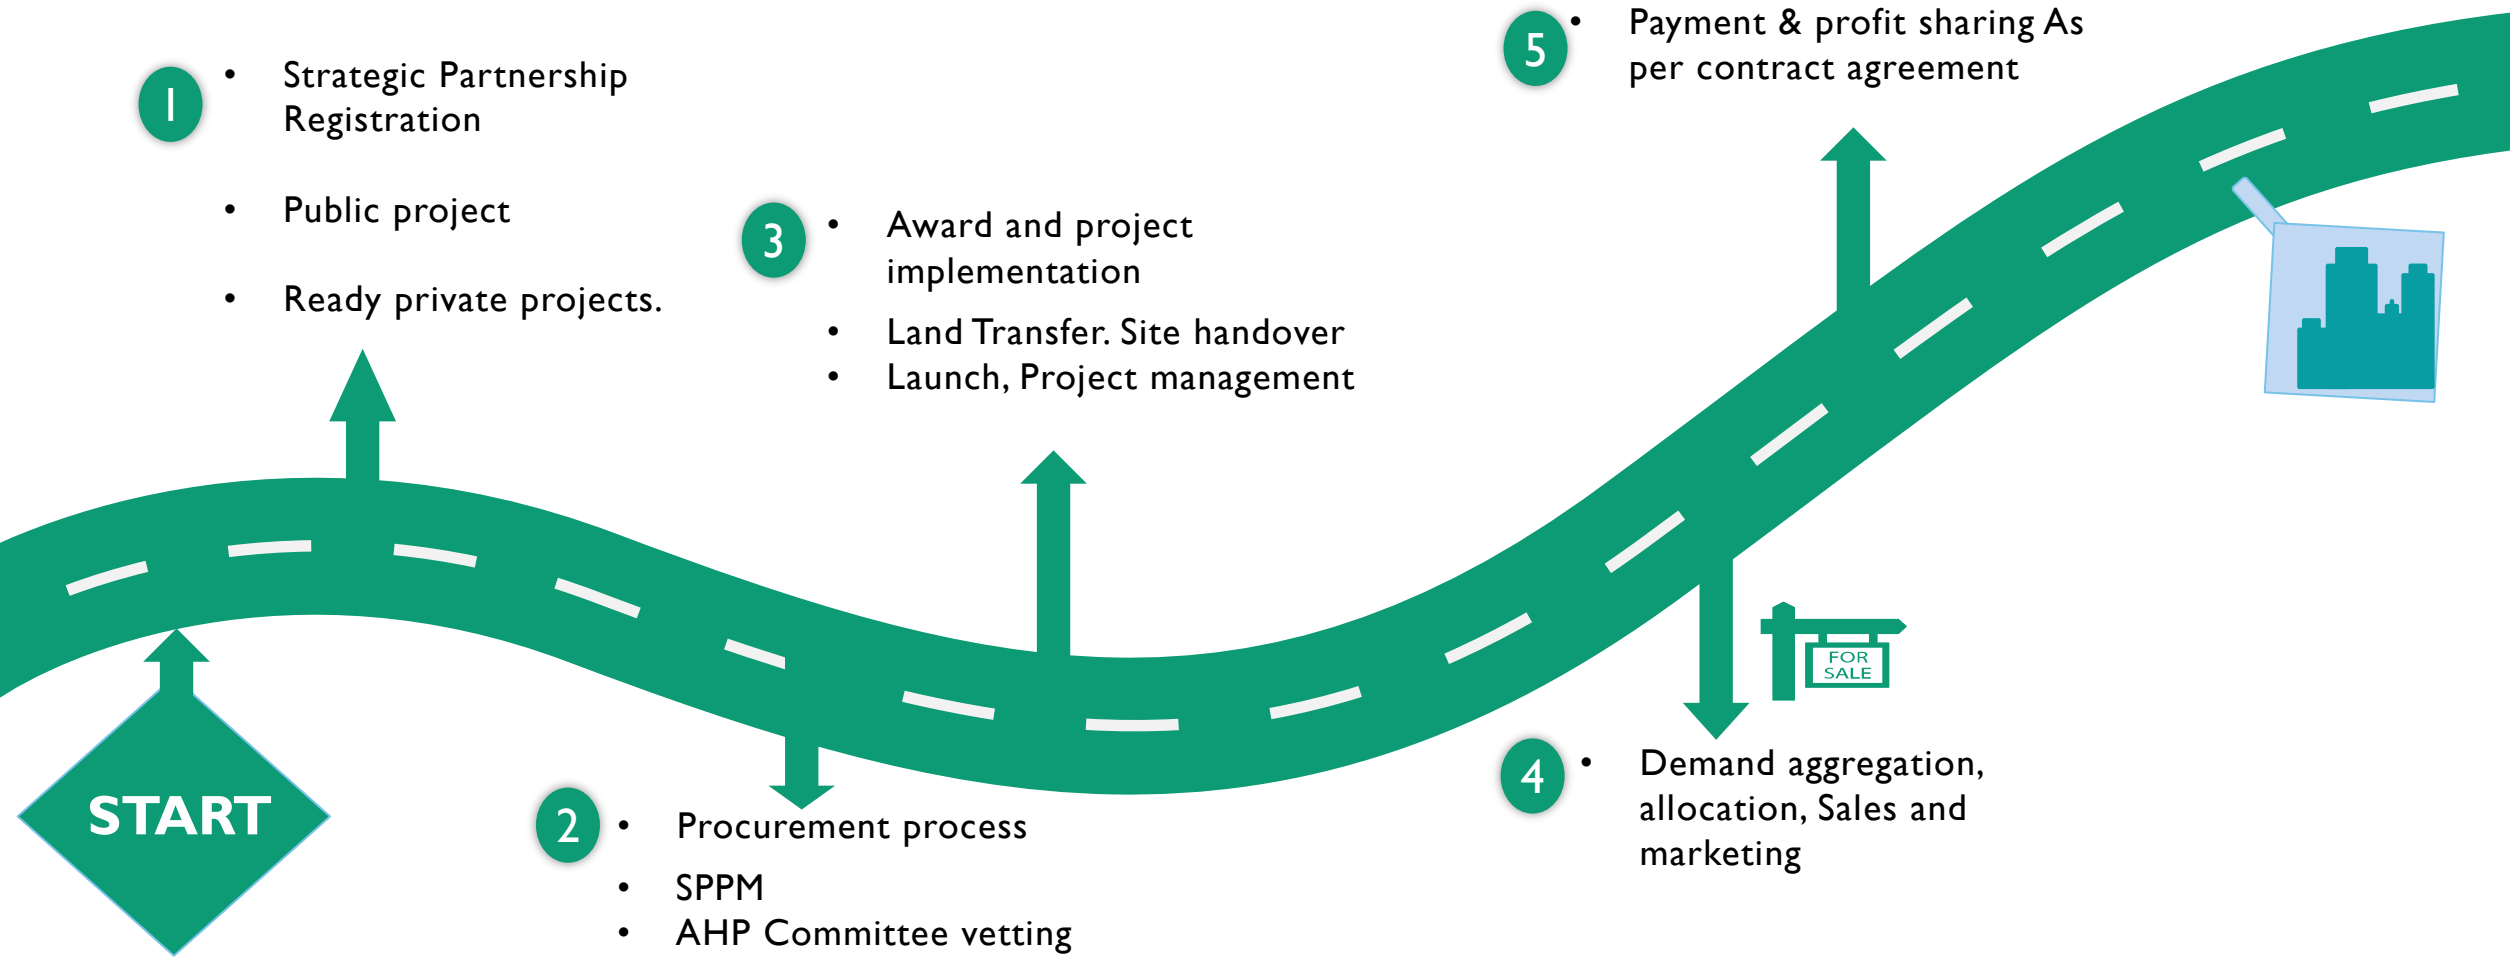 1
• Strategic Partnership
Registration
• Public project
• Ready private projects.
START
2
• Procurement process
• SPPM
• AHP Committee vetting
3
• Award and project
implementation
• Land Transfer. Site handover
• Launch, Project management
4
• Demand aggregation,
allocation, Sales and
marketing
FOR
SALE
5
• Payment & profit sharing As
per contract agreement